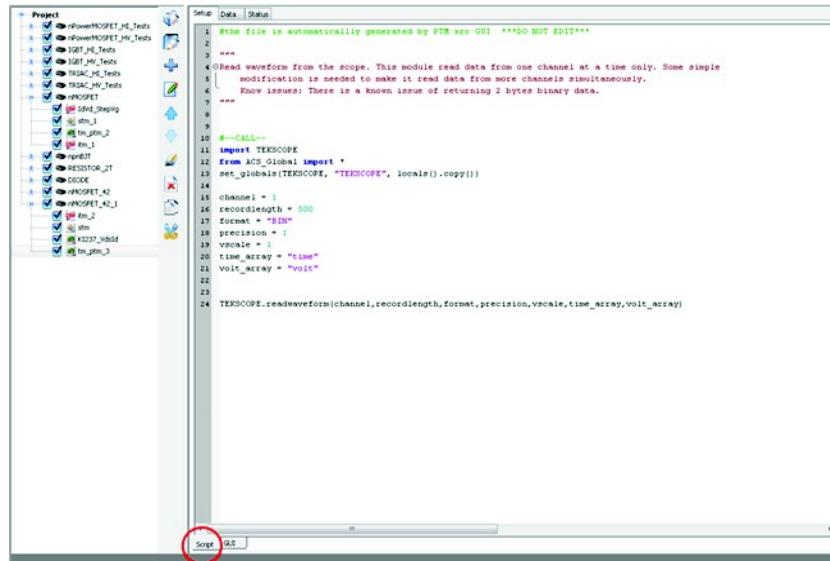 Project
nPowerMOSFET_HI_Tests
nPowerMOSFET_HV_Tests
IGBT_HI_Tests
IGBT_HV_Tests
TRIAC_HI_Tests
TRIAC_HV_Tests
nMOSFET
IdVd_StepVg
stm_1
tm_ptm_2
itm_1
npnBJT
RESISTOR_2T
DIODE
nMOSFET_42
nMOSFET_42_1
itm_2
stm
KI237_VdsId
tm_ptm_3
Setup Data Status
1 #the file is automaticallly generated by PTM xrc GUI ***DO NOT EDIT***
2
3 """
4 Read waveform from the scope. This module read data from one channel at a time only. Some simple
5 modification is needed to make it read data from more channels simultaneously.
6 Know issues: There is a known issue of returning 2 bytes binary data.
7 """
8
9
10 #--CALL--
11 import TEKSCOPE
12 from ACS_Global import *
13 set_globals(TEKSCOPE, "TEKSCOPE", locals().copy())
14
15 channel = 1
16 recordlength = 500
17 format = "BIN"
18 precision = 1
19 vscale = 1
20 time_array = "time"
21 volt_array = "volt"
22
23
24 TEKSCOPE.readwaveform(channel,recordlength,format,precision,vscale,time_array,volt_array)
Script GUI